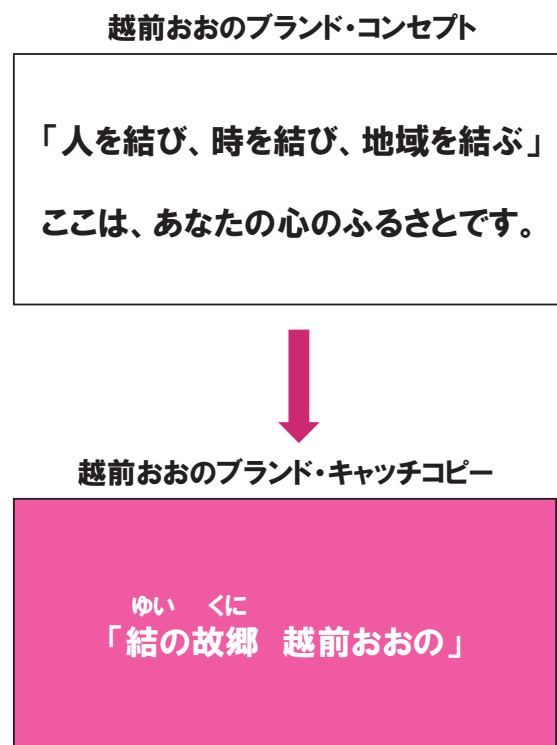 越前おおのブランド・コンセプト
「人を結び、時を結び、地域を結ぶ」
ここは、あなたの心のふるさとです。
越前おおのブランド・キャッチコピー
ゆい くに
「結の故郷 越前おおの」